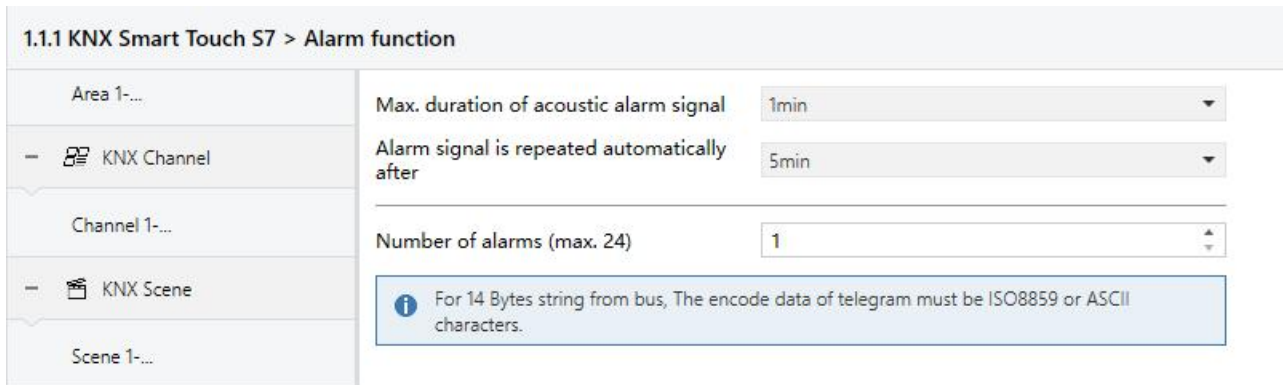 1.1.1 KNX Smart Touch S7 > Alarm function
Area 1-...
– KNX Channel
Channel 1-...
– KNX Scene
Scene 1-...
Max. duration of acoustic alarm signal 1min
Alarm signal is repeated automatically
after 5min
Number of alarms (max. 24) 1
For 14 Bytes string from bus, The encode data of telegram must be ISO8859 or ASCII
characters.